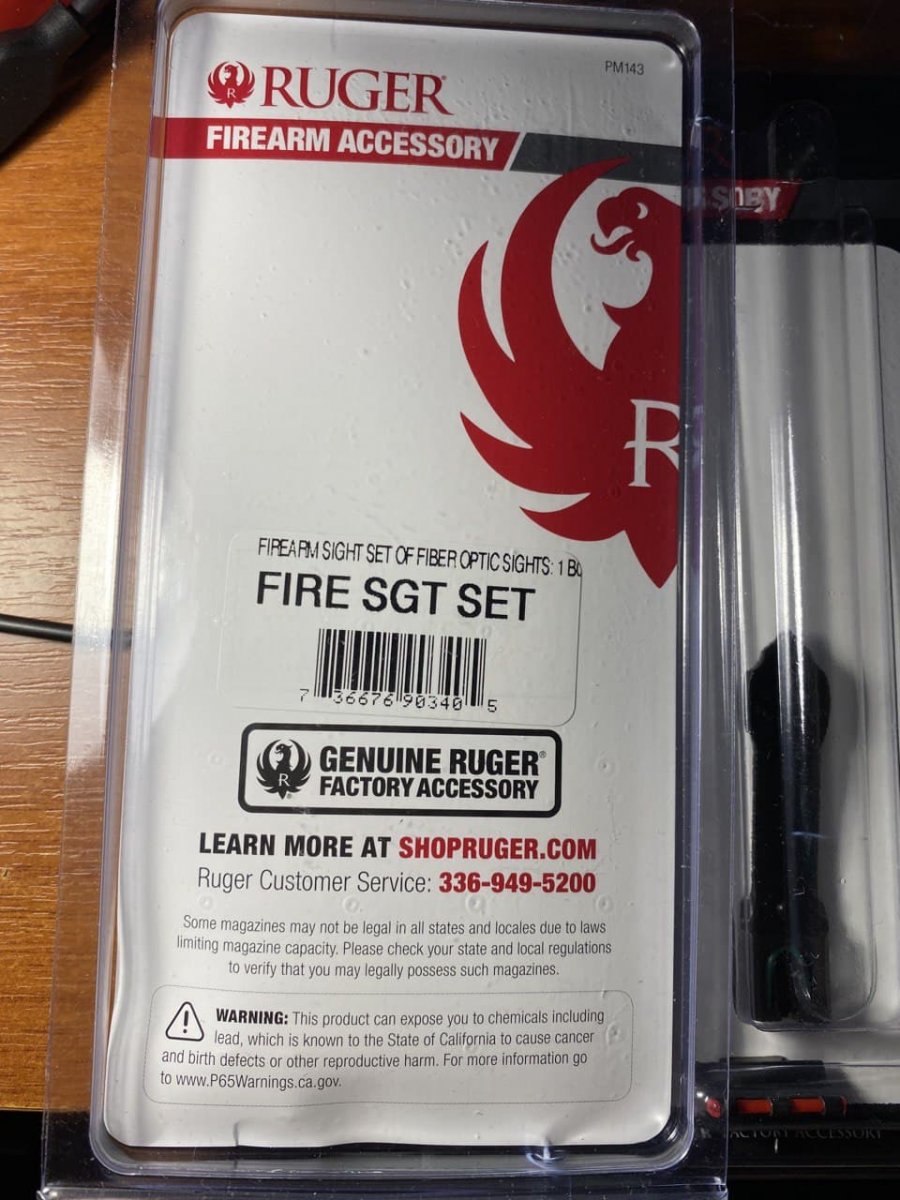 PM143
RUGER
FIREARM ACCESSORY
R
FIREARM SIGHT SET OF FIBER OPTIC SIGHTS: 1 BO
FIRE SGT SET
7 36676 90340 5
R
GENUINE RUGER®
FACTORY ACCESSORY
LEARN MORE AT SHOPRUGER.COM
Ruger Customer Service: 336-949-5200
Some magazines may not be legal in all states and locales due to laws
limiting magazine capacity. Please check your state and local regulations
to verify that you may legally possess such magazines.
WARNING: This product can expose you to chemicals including
lead, which is known to the State of California to cause cancer
and birth defects or other reproductive harm. For more information go
to www.P65Warnings.ca.gov.
ACCESSORY